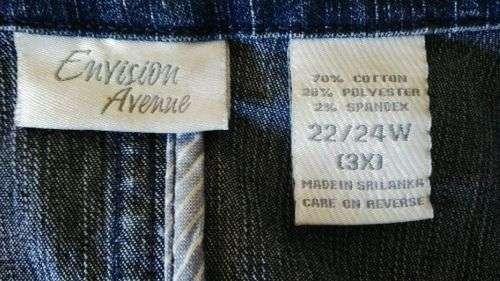 Envision
Avenue
70% COTTON
28% POLYESTER
2% SPANDEX
22/24W
(3X)
MADE IN SRI LANKA
CARE ON REVERSE